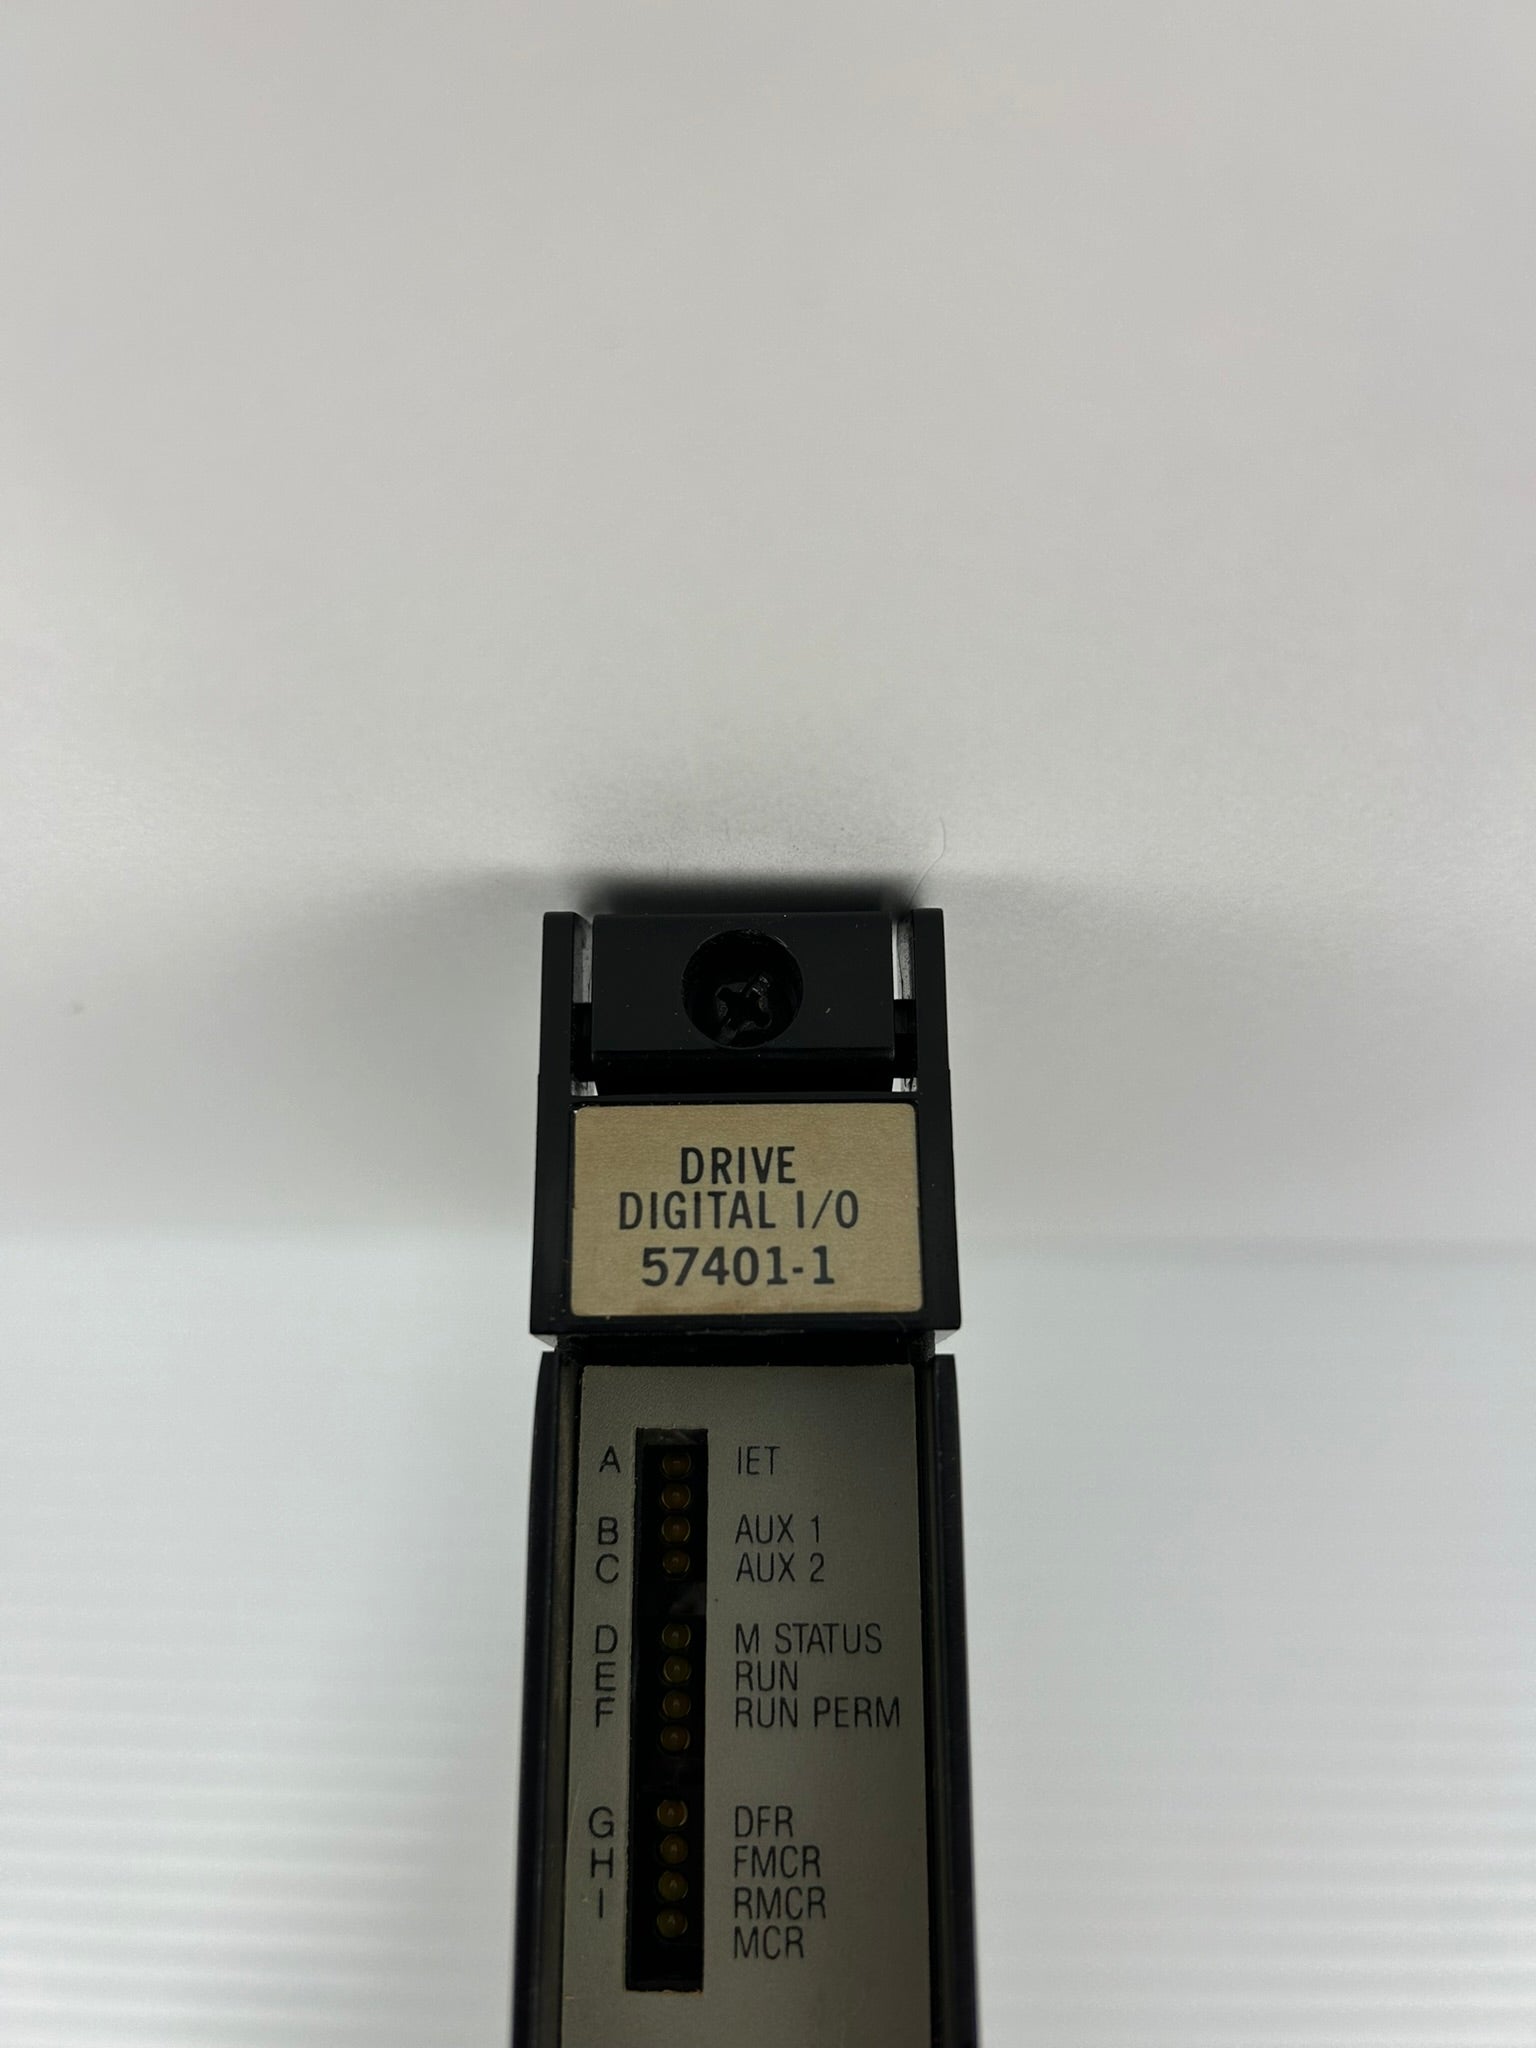 DRIVE
DIGITAL I/O
57401-1
A IET
B AUX 1
C AUX 2
D M STATUS
E RUN
F RUN PERM
G DFR
H FMCR
I RMCR
MCR